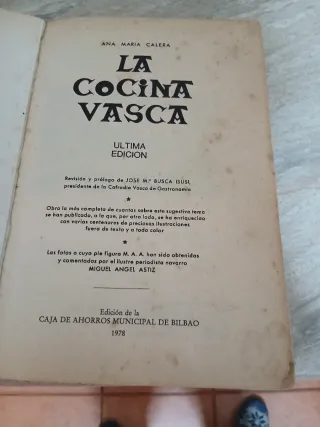 ANA MARIA CALERA
LA
COCINA
VASCA
ULTIMA
EDICION
Revisión y prólogo de JOSE Mª BUSCA ISUSI,
presidente de la Cofradía Vasca de Gastronomía
Obra la más completa de cuantas sobre este sugestivo tema
se han publicado, a la que, por otro lado, se ha enriquecido
con varios centenares de preciosas ilustraciones
fuera de texto y a todo color
Las fotos a cuyo pie figura M. A. A. han sido obtenidas
y comentadas por el ilustre periodista navarro
MIGUEL ANGEL ASTIZ
Edición de la
CAJA DE AHORROS MUNICIPAL DE BILBAO
1978